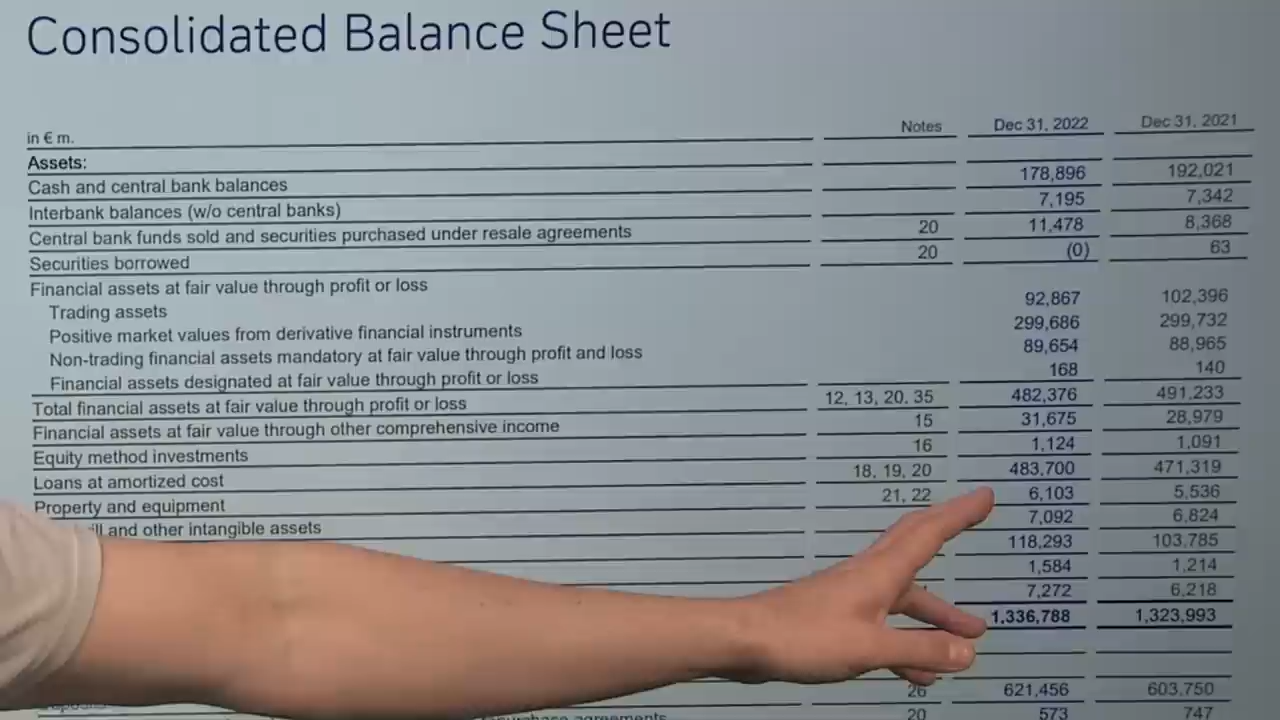 Consolidated Balance Sheet
in € m. Notes Dec 31, 2022 Dec 31, 2021
Assets:
Cash and central bank balances 178,896 192,021
Interbank balances (w/o central banks) 7,195 7,342
Central bank funds sold and securities purchased under resale agreements 20 11,478 8,368
Securities borrowed 20 (0) 63
Financial assets at fair value through profit or loss
Trading assets 92,867 102,396
Positive market values from derivative financial instruments 299,686 299,732
Non-trading financial assets mandatory at fair value through profit and loss 89,654 88,965
Financial assets designated at fair value through profit or loss 168 140
Total financial assets at fair value through profit or loss 12, 13, 20, 35 482,376 491,233
Financial assets at fair value through other comprehensive income 15 31,675 28,979
Equity method investments 16 1,124 1,091
Loans at amortized cost 18, 19, 20 483,700 471,319
Property and equipment 21, 22 6,103 5,536
and other intangible assets 7,092 6,824
118,293 103,785
1,584 1,214
7,272 6,218
1,336,788 1,323,993
26 621,456 603,750
agreements 20 573 747